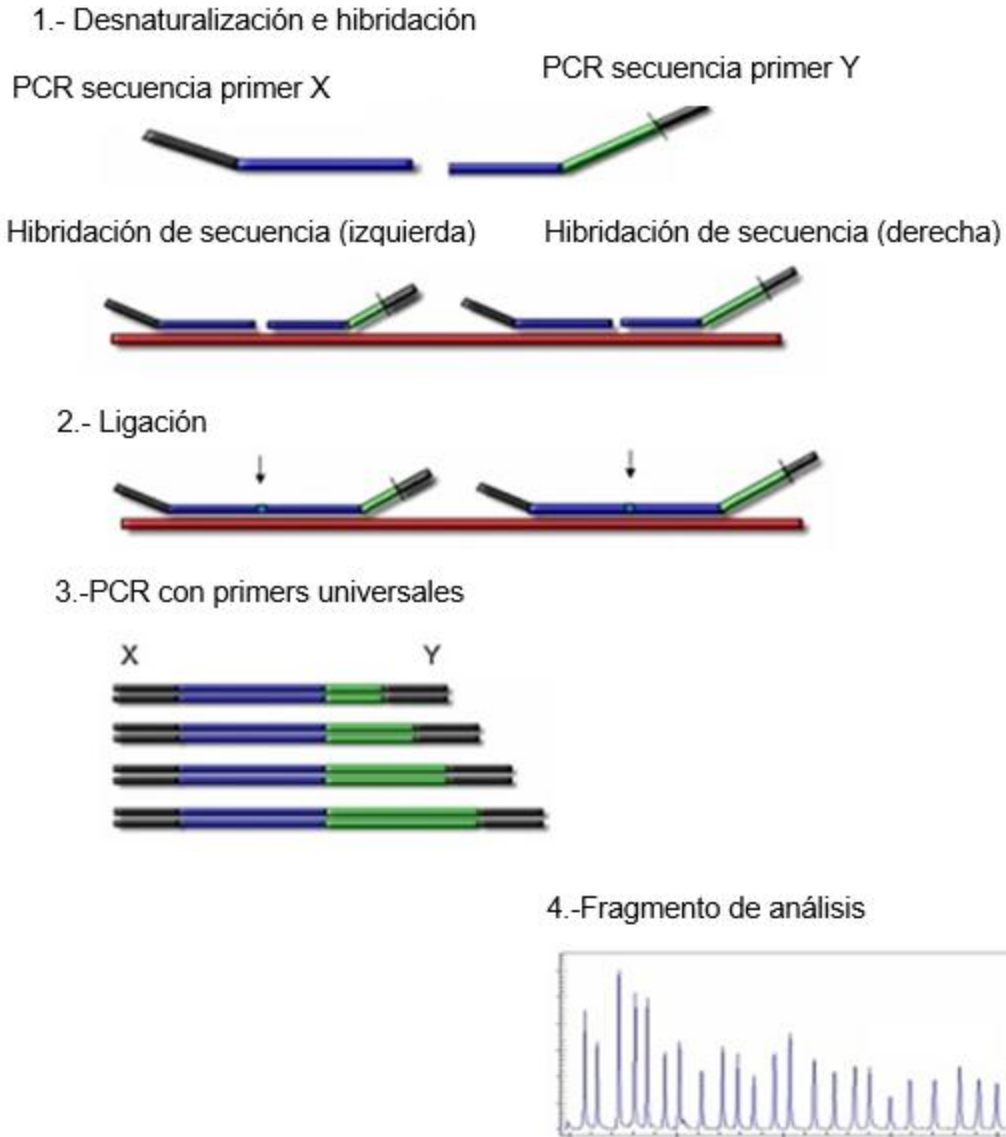 1.- Desnaturalización e hibridación
PCR secuencia primer X
PCR secuencia primer Y
Hibridación de secuencia (izquierda)
Hibridación de secuencia (derecha)
2.- Ligación
3.-PCR con primers universales
X
Y
4.-Fragmento de análisis